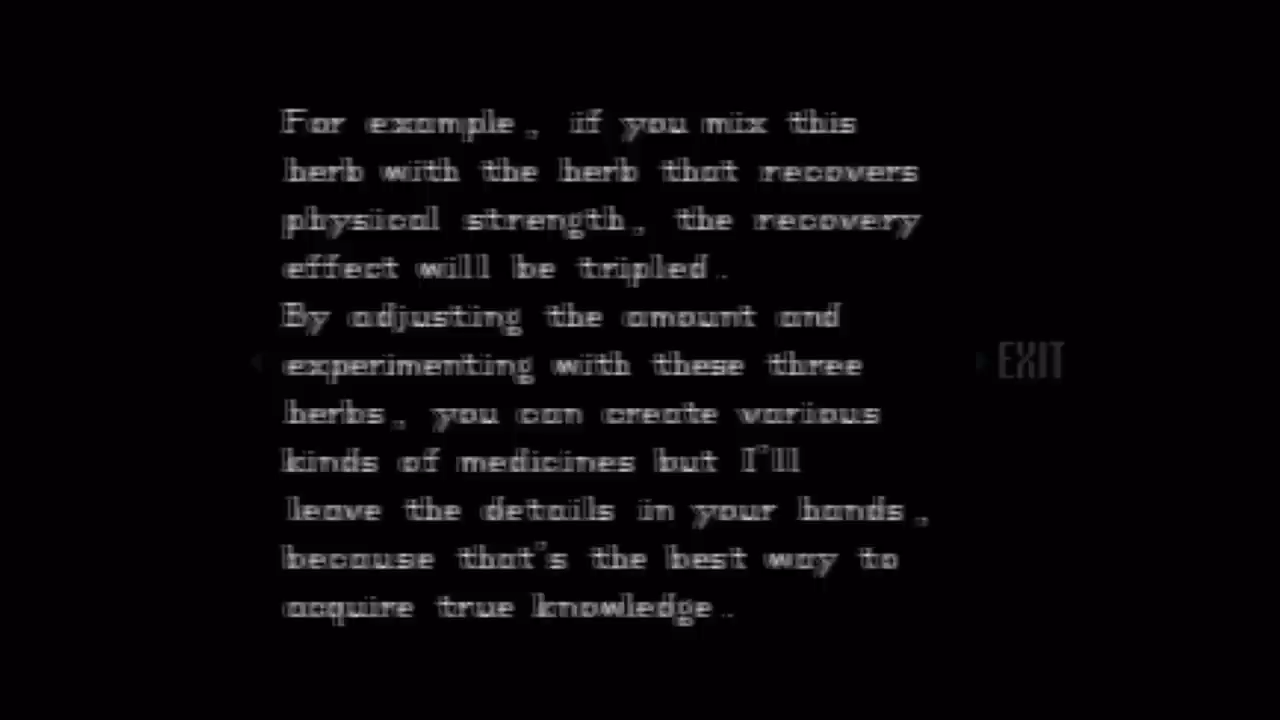 For example, if you mix this
herb with the herb that recovers
physical strength, the recovery
effect will be tripled.
By adjusting the amount and
experimenting with these three
herbs, you can create various
kinds of medicines but I'll
leave the details in your hands,
because that's the best way to
acquire true knowledge.
EXIT